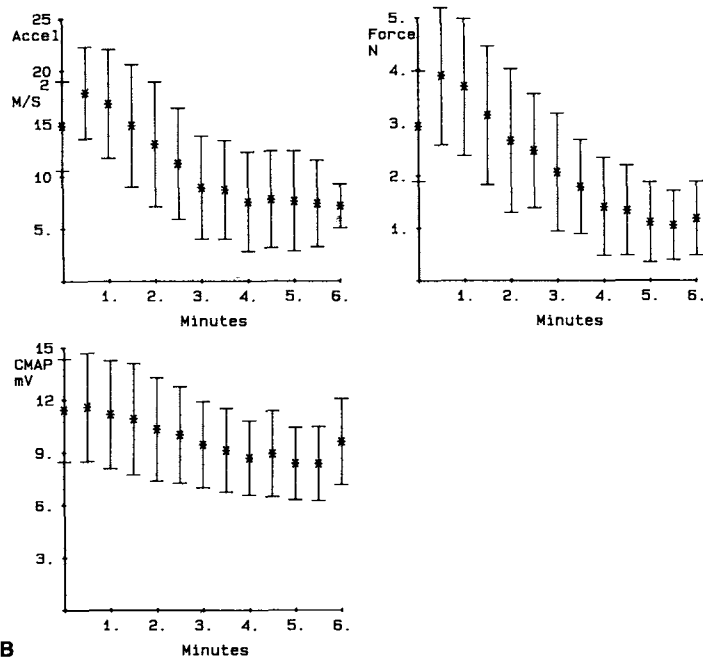 25
Accel
20
2
M/S
15
10
5.
1. 2. 3. 4. 5. 6.
Minutes
5.
Force
N
4.
3.
2.
1.
1. 2. 3. 4. 5. 6.
Minutes
15
CMAP
mV
12
9.
6.
3.
1. 2. 3. 4. 5. 6.
Minutes
B